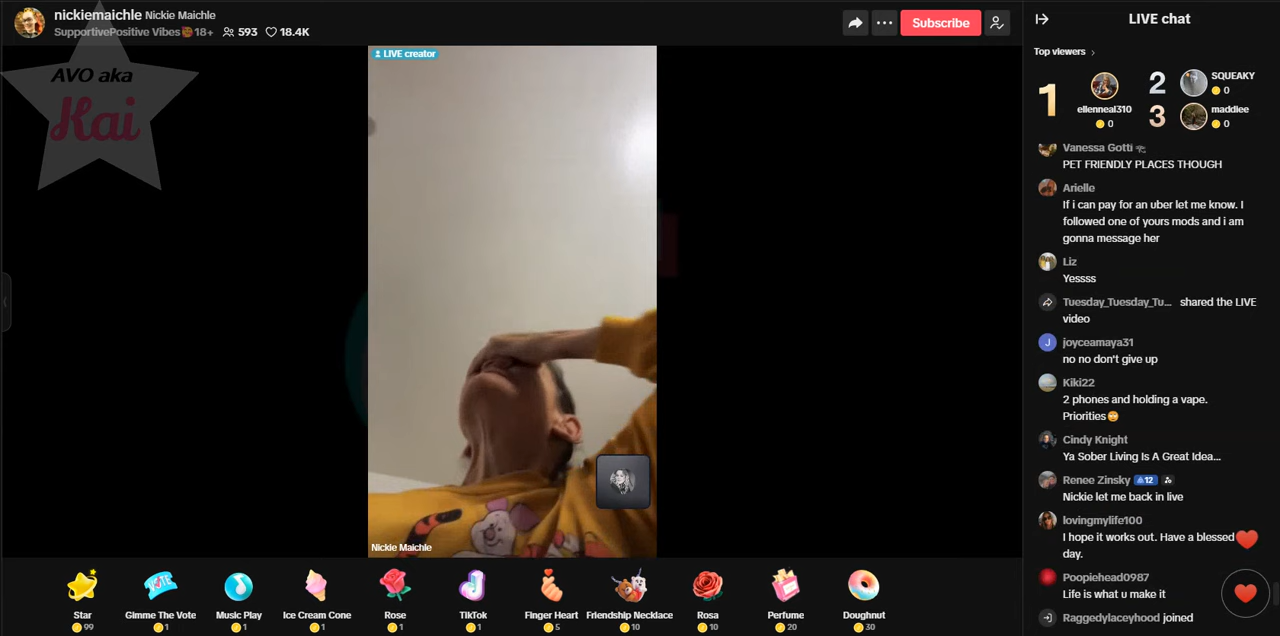 nickiemaichle Nickie Maichle
SupportivePositive Vibes 18+ 593 18.4K
Subscribe
AVO aka
Kai
LIVE creator
Nickie Maichle
Star
99
Gimme The Vote
1
Music Play
1
Ice Cream Cone
1
Rose
1
TikTok
1
Finger Heart
5
Friendship Necklace
10
Rosa
10
Perfume
20
Doughnut
30
LIVE chat
Top viewers
1
ellenneal310
0
2
SQUEAKY
0
3
maddlee
0
Vanessa Gotti
PET FRIENDLY PLACES THOUGH
Arielle
If i can pay for an uber let me know. I
followed one of yours mods and i am
gonna message her
Liz
Yessss
Tuesday_Tuesday_Tu... shared the LIVE
video
J
joyceamaya31
no no don't give up
Kiki22
2 phones and holding a vape.
Priorities
Cindy Knight
Ya Sober Living Is A Great Idea...
Renee Zinsky 12
Nickie let me back in live
lovingmylife100
I hope it works out. Have a blessed
day.
Poopiehead0987
Life is what u make it
Raggedylaceyhood joined